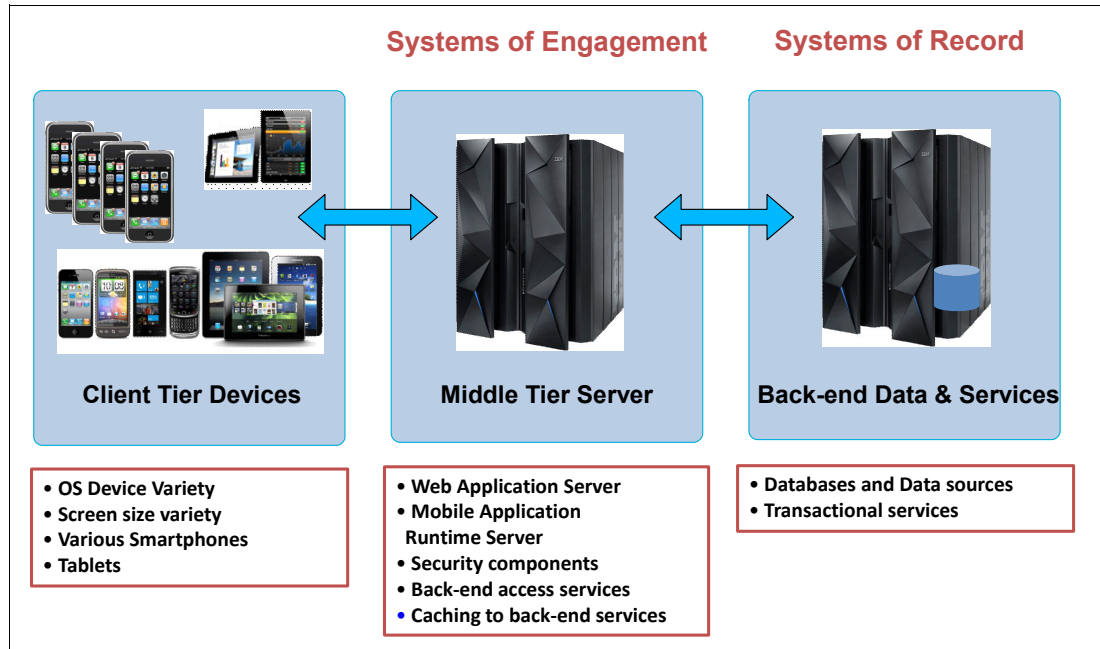 Systems of Engagement
Systems of Record
IBM
IBM
Client Tier Devices
Middle Tier Server
Back-end Data & Services
• OS Device Variety
• Screen size variety
• Various Smartphones
• Tablets
• Web Application Server
• Mobile Application
Runtime Server
• Security components
• Back-end access services
• Caching to back-end services
• Databases and Data sources
• Transactional services